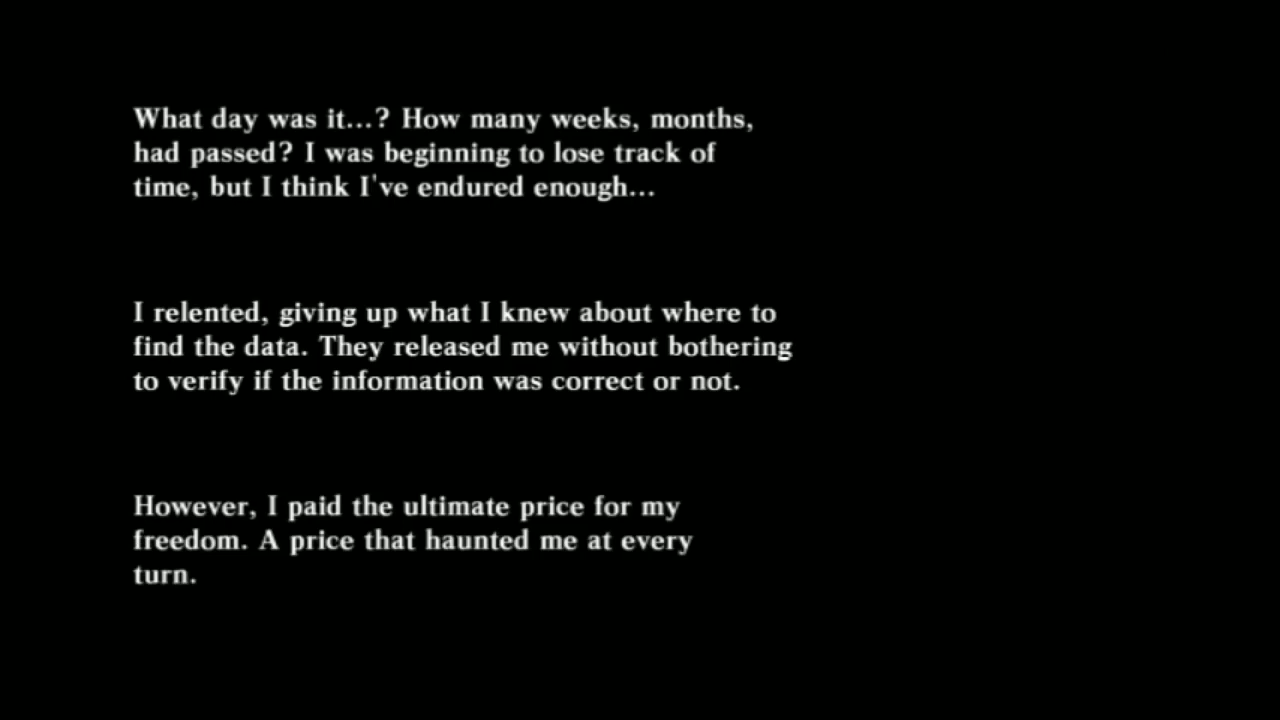 What day was it...? How many weeks, months,
had passed? I was beginning to lose track of
time, but I think I've endured enough...
I relented, giving up what I knew about where to
find the data. They released me without bothering
to verify if the information was correct or not.
However, I paid the ultimate price for my
freedom. A price that haunted me at every
turn.